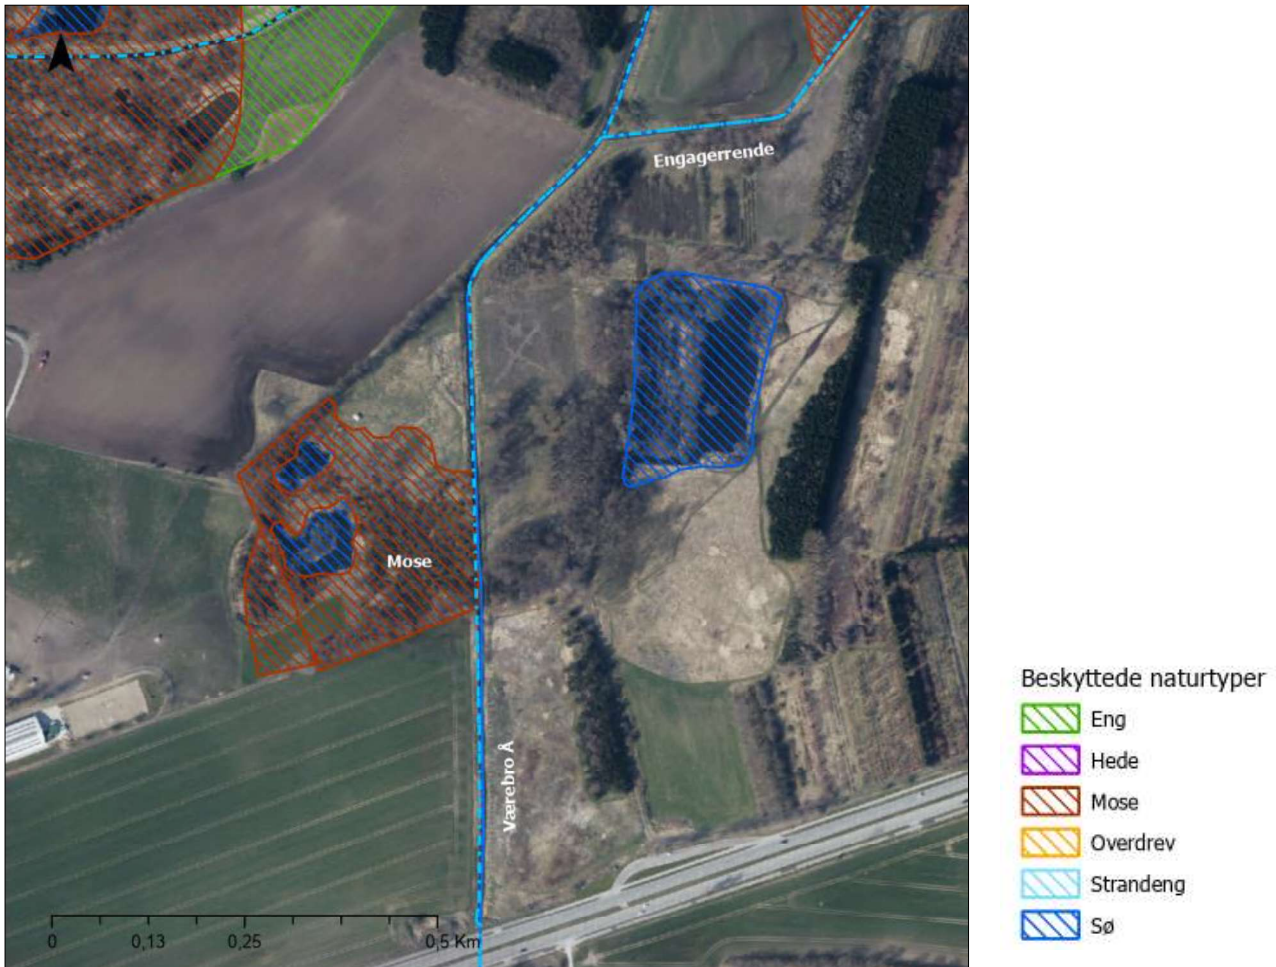 Engagerrende
Mose
Værebro Å
0 0,13 0,25 0,5 Km
Beskyttede naturtyper
Eng
Hede
Mose
Overdrev
Strandeng
Sø